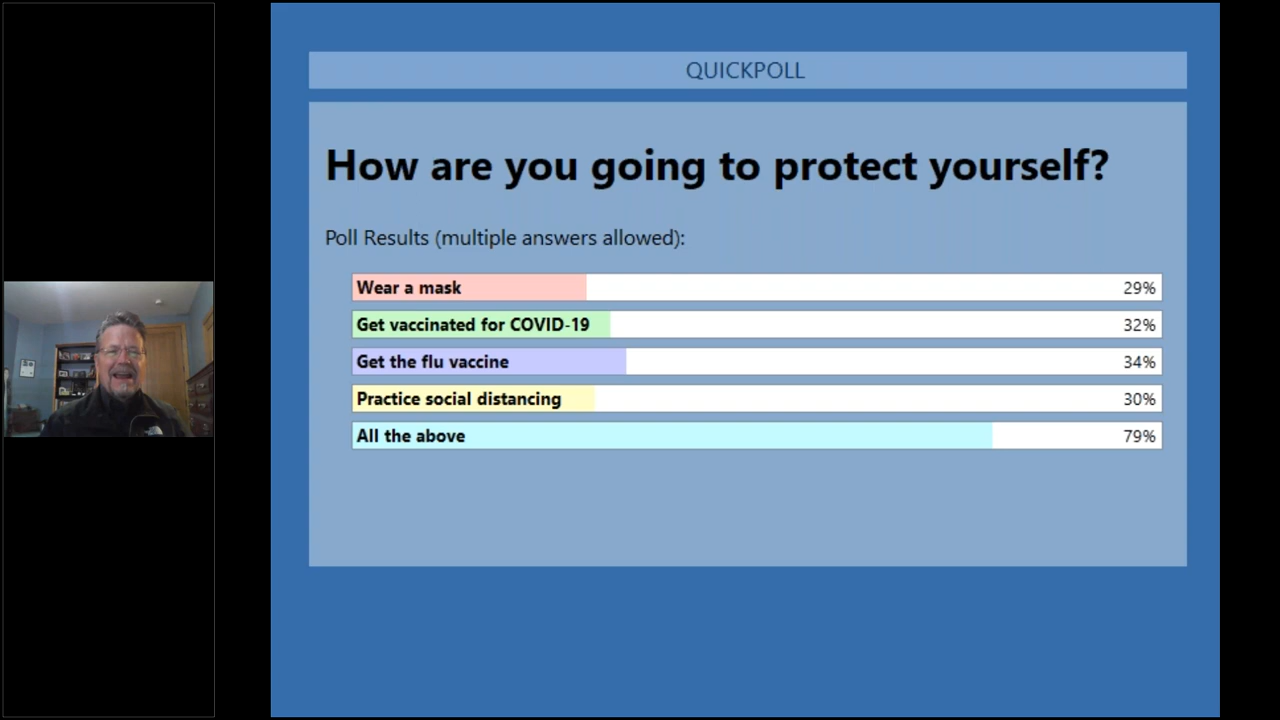 QUICKPOLL
How are you going to protect yourself?
Poll Results (multiple answers allowed):
Wear a mask 29%
Get vaccinated for COVID-19 32%
Get the flu vaccine 34%
Practice social distancing 30%
All the above 79%